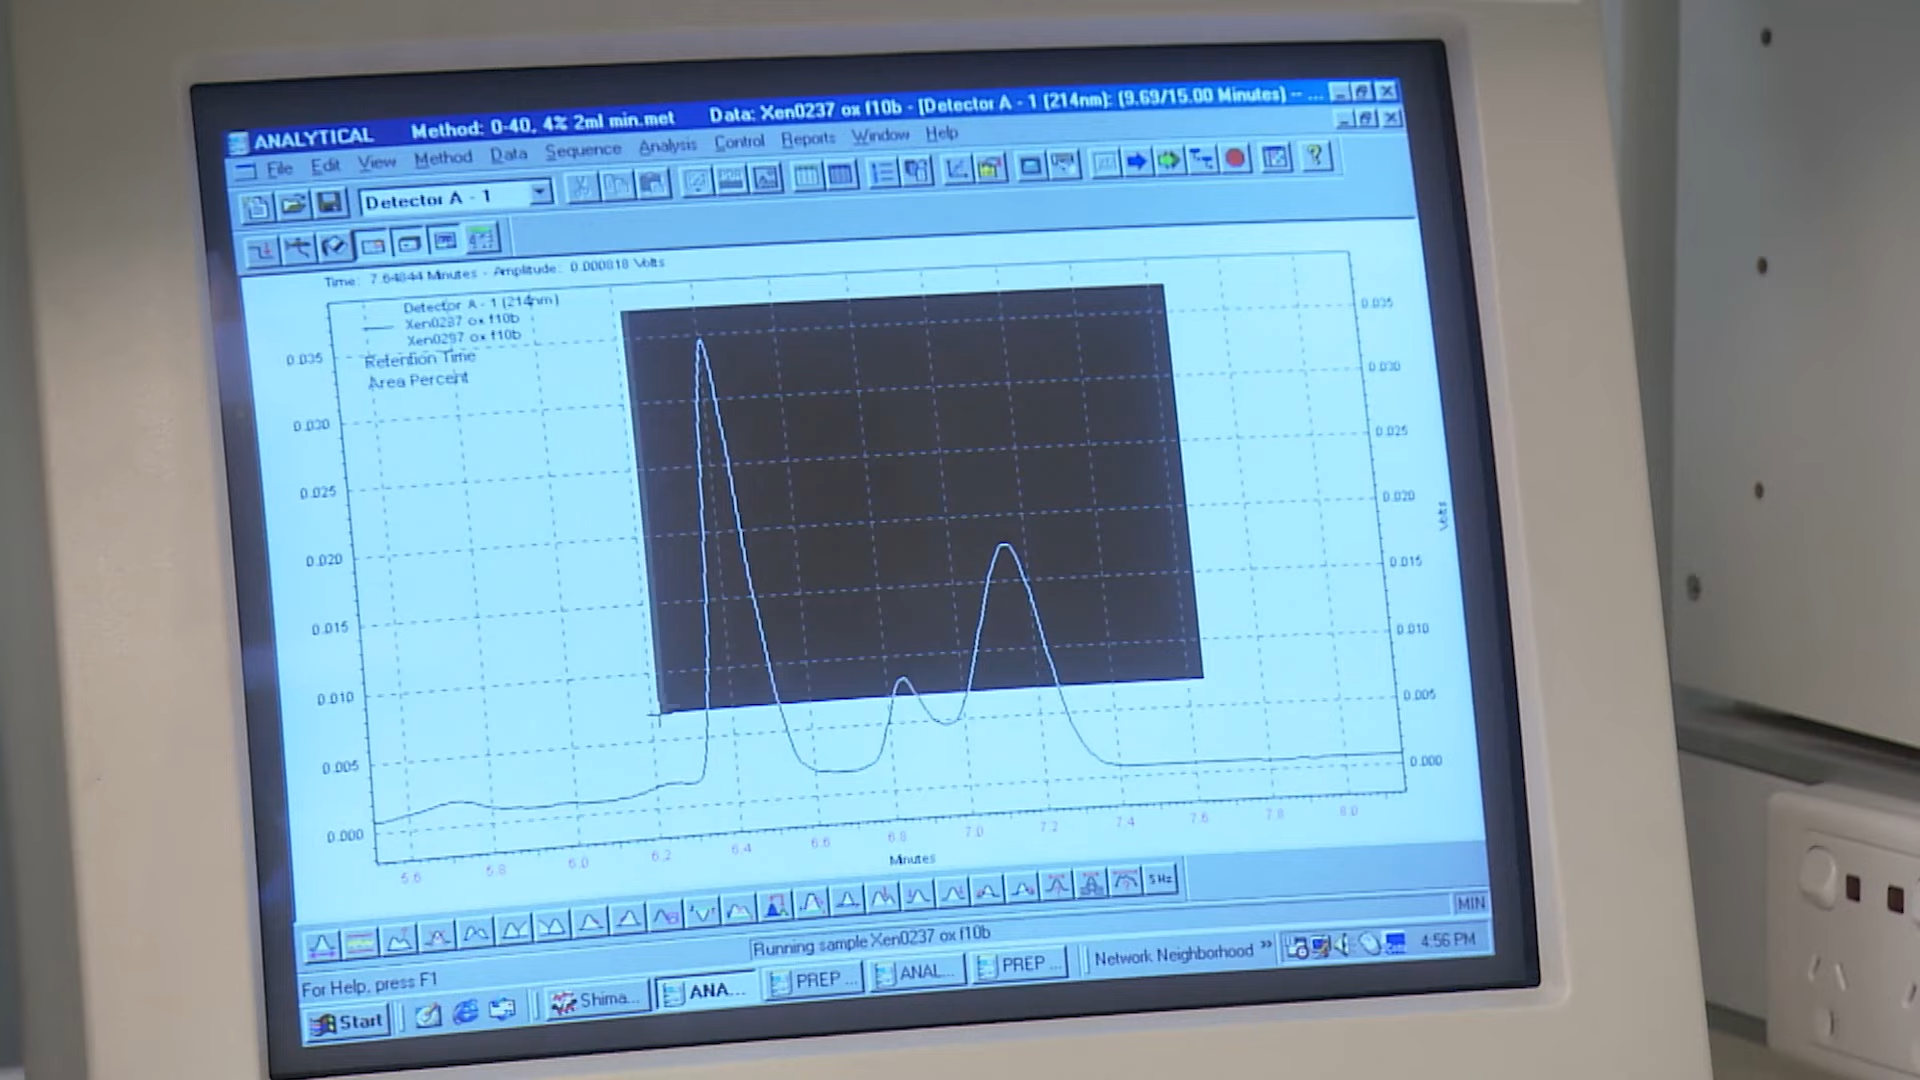 ANALYTICAL Method: 0-40, 4% 2ml min.met Data: Xen0237 ox f10b - [Detector A - 1 (214nm): (9.69/15.00 Minutes) -- ...
File Edit View Method Data Sequence Analysis Control Reports Window Help
Detector A - 1
Time: 7.64844 Minutes - Amplitude: 0.000818 Volts
Detector A - 1 (214nm)
Xen0237 ox f10b
Xen0237 ox f10b
Retention Time
Area Percent
0.035
0.030
0.025
0.020
0.015
0.010
0.005
0.000
0.035
0.030
0.025
0.020
0.015
0.010
0.005
0.000
Volts
5.6 5.8 6.0 6.2 6.4 6.6 6.8 7.0 7.2 7.4 7.6 7.8 8.0
Minutes
5 Hz
MIN
Running sample Xen0237 ox f10b
For Help, press F1
Start Shima... ANA... PREP ... ANAL... PREP ... Network Neighborhood » 4:56 PM